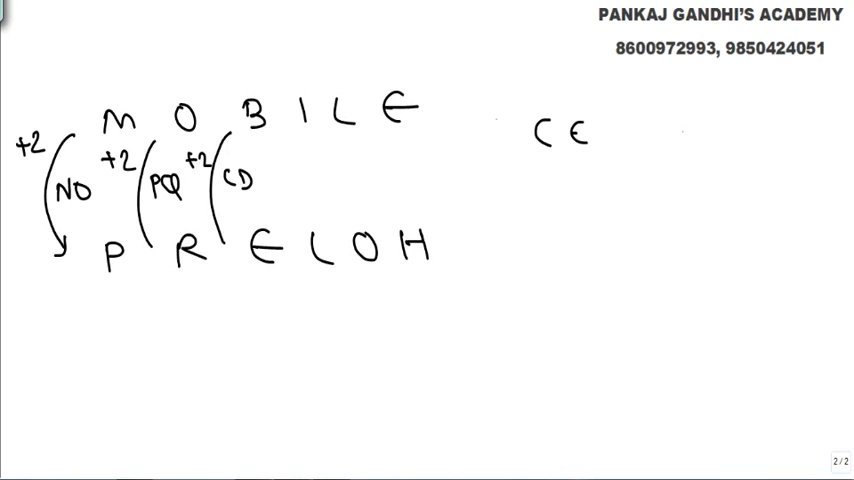 PANKAJ GANDHI'S ACADEMY
8600972993, 9850424051
M O B I L E
C E
+2 NO +2 PQ +2 CD
P R E L O H
2/2